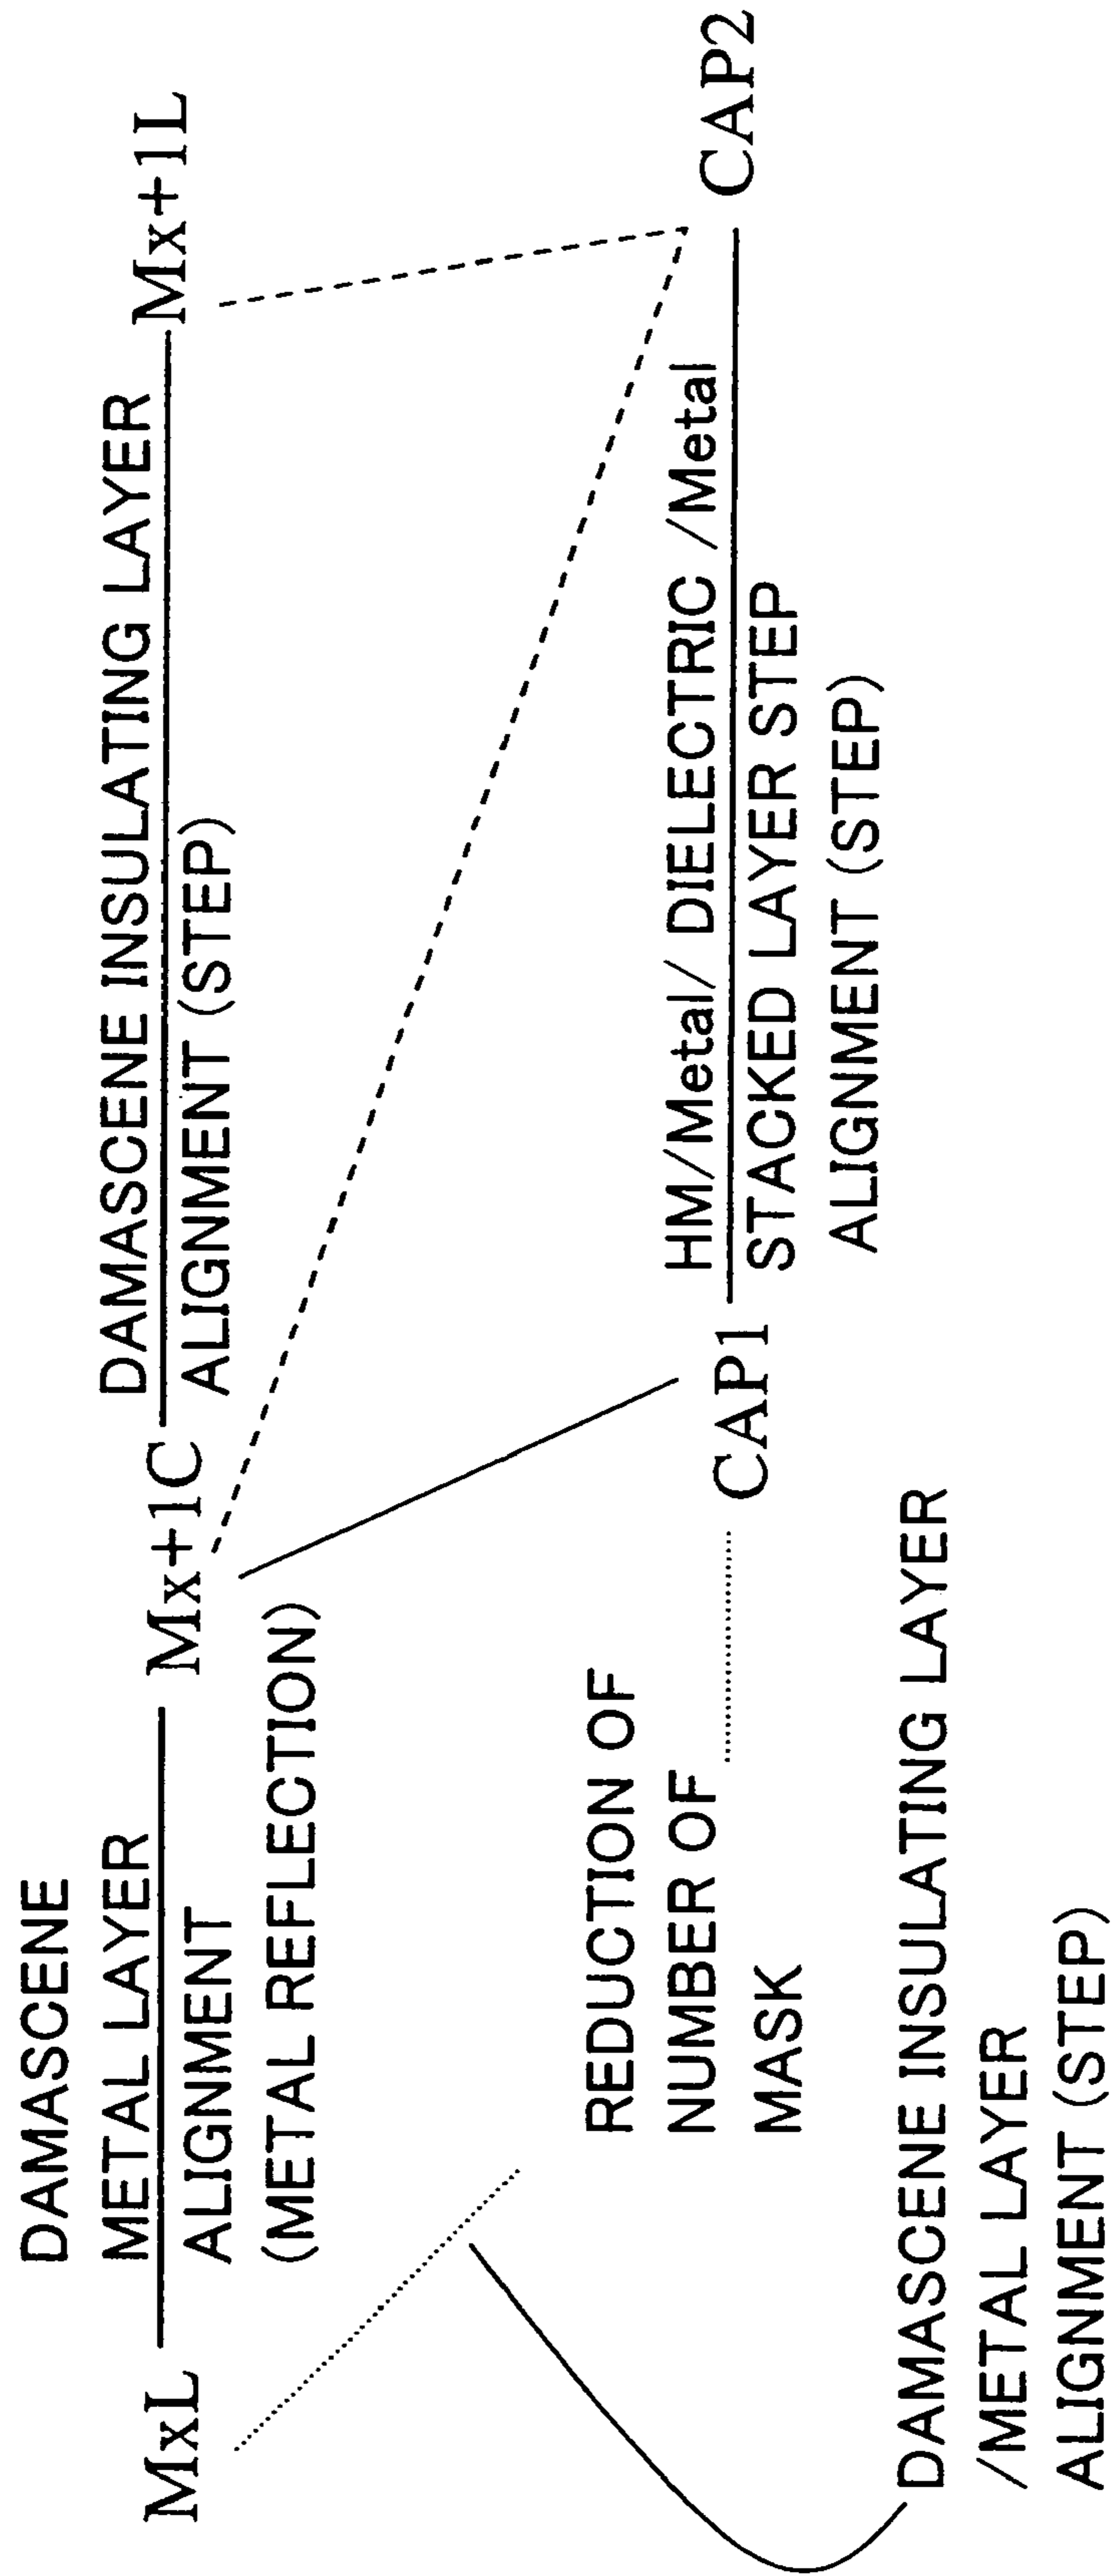 DAMASCENE
METAL LAYER
ALIGNMENT
(METAL REFLECTION)
MxL
Mx+1C
DAMASCENE INSULATING LAYER
ALIGNMENT (STEP)
Mx+1L
REDUCTION OF
NUMBER OF
MASK
CAP1
HM/Metal/ DIELECTRIC /Metal
STACKED LAYER STEP
ALIGNMENT (STEP)
CAP2
DAMASCENE INSULATING LAYER
/METAL LAYER
ALIGNMENT (STEP)